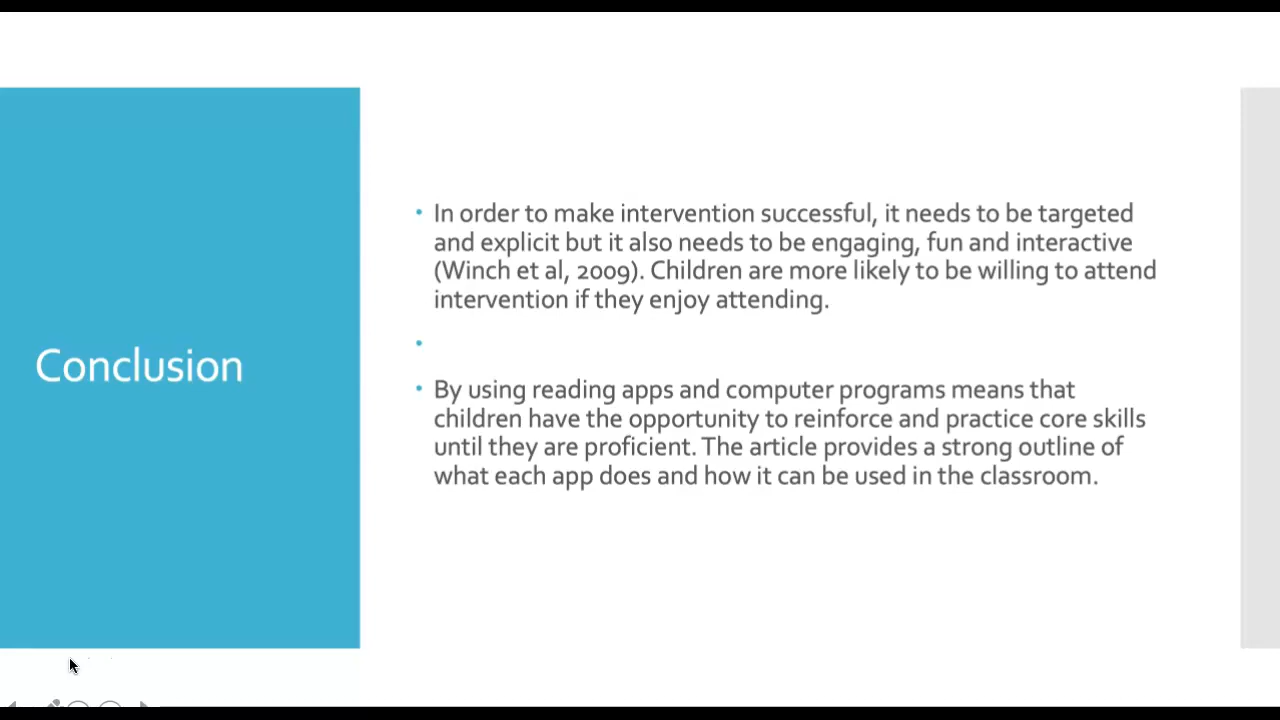 Conclusion
• In order to make intervention successful, it needs to be targeted
and explicit but it also needs to be engaging, fun and interactive
(Winch et al, 2009). Children are more likely to be willing to attend
intervention if they enjoy attending.
•
• By using reading apps and computer programs means that
children have the opportunity to reinforce and practice core skills
until they are proficient. The article provides a strong outline of
what each app does and how it can be used in the classroom.